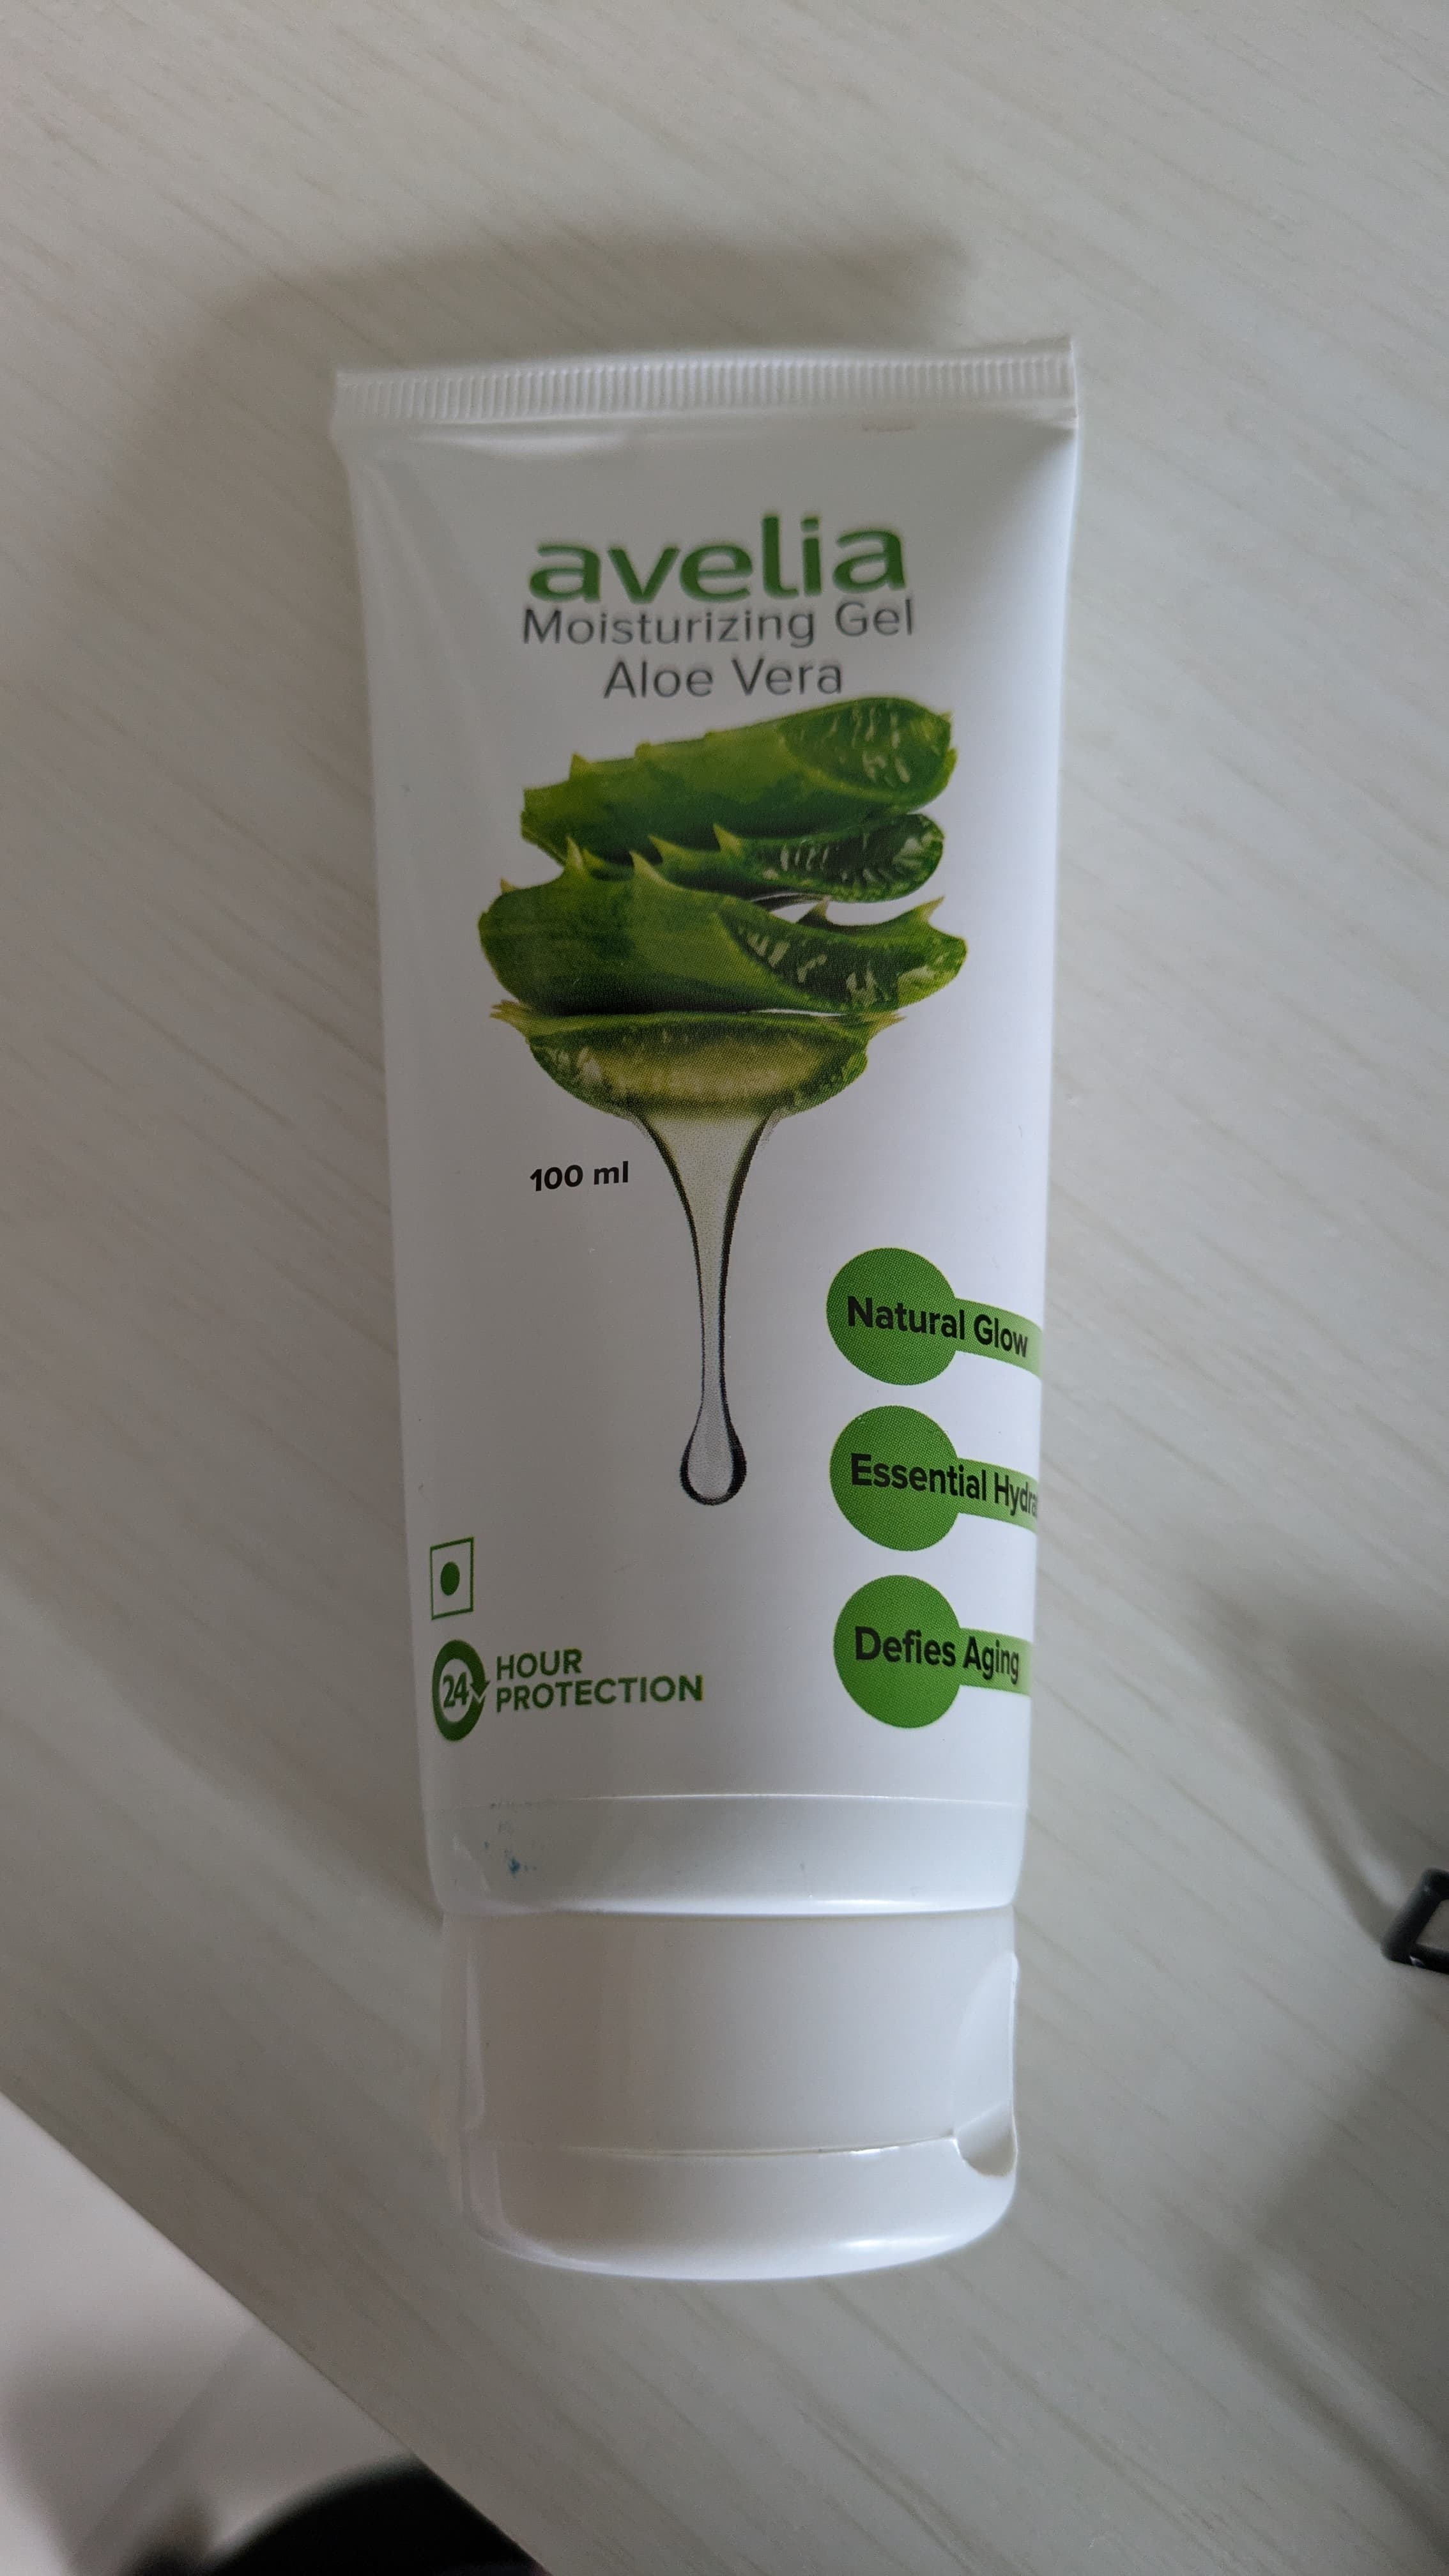 avelia
Moisturizing Gel
Aloe Vera
100 ml
Natural Glow
Essential
Defies Aging
24 HOUR
PROTECTION